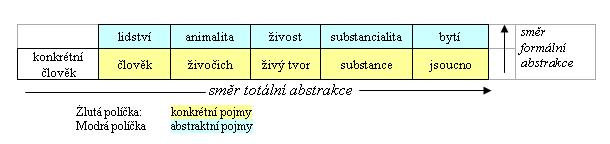 lidství animalita živost substancialita bytí
směr
formální
abstrakce
konkrétní
člověk
člověk živočich živý tvor substance jsoucno
směr totální abstrakce
Žlutá políčka: konkrétní pojmy
Modrá políčka abstraktní pojmy